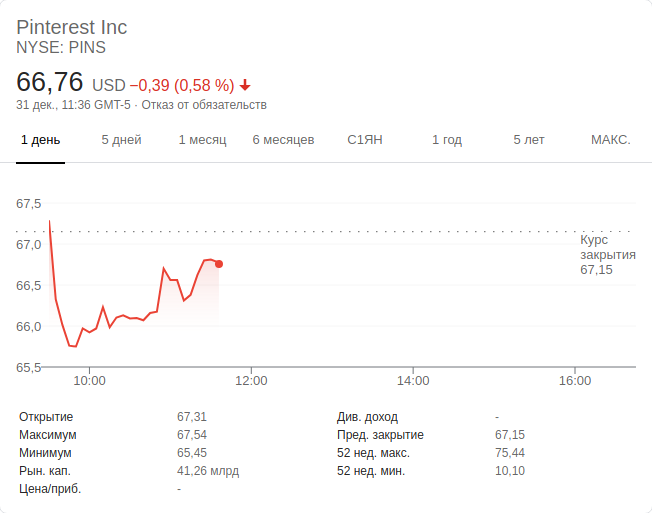 Pinterest Inc
NYSE: PINS
66,76 USD −0,39 (0,58 %)
31 дек., 11:36 GMT-5 · Отказ от обязательств
1 день 5 дней 1 месяц 6 месяцев С1ЯН 1 год 5 лет МАКС.
67,5
67,0
66,5
66,0
65,5
Курс
закрытия
67,15
10:00 12:00 14:00 16:00
Открытие 67,31 Див. доход -
Максимум 67,54 Пред. закрытие 67,15
Минимум 65,45 52 нед. макс. 75,44
Рын. кап. 41,26 млрд 52 нед. мин. 10,10
Цена/приб. -